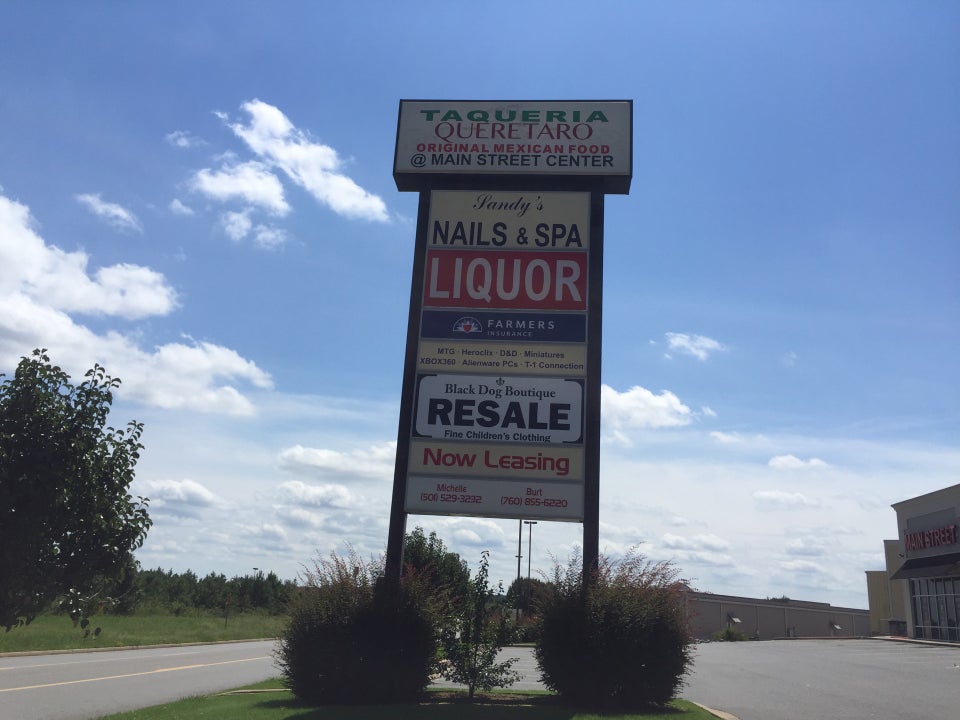 TAQUERIA
QUERETARO
ORIGINAL MEXICAN FOOD
@ MAIN STREET CENTER
Sandy's
NAILS & SPA
LIQUOR
FARMERS
INSURANCE
MTG · Heroclix · D&D · Miniatures
XBOX360 · Alienware PCs · T-1 Connection
Black Dog Boutique
RESALE
Fine Children's Clothing
Now Leasing
Michelle Burt
(501) 529-3232 (760) 855-6220
MAIN STREET